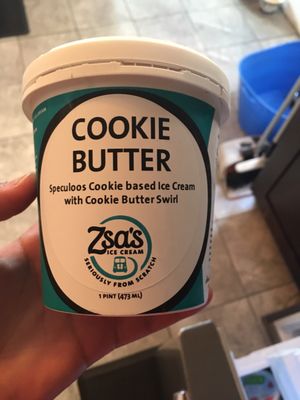 COOKIE
BUTTER
Speculoos Cookie based Ice Cream
with Cookie Butter Swirl
Zsa's
ICE CREAM
SERIOUSLY FROM SCRATCH
1 PINT (473 ML)